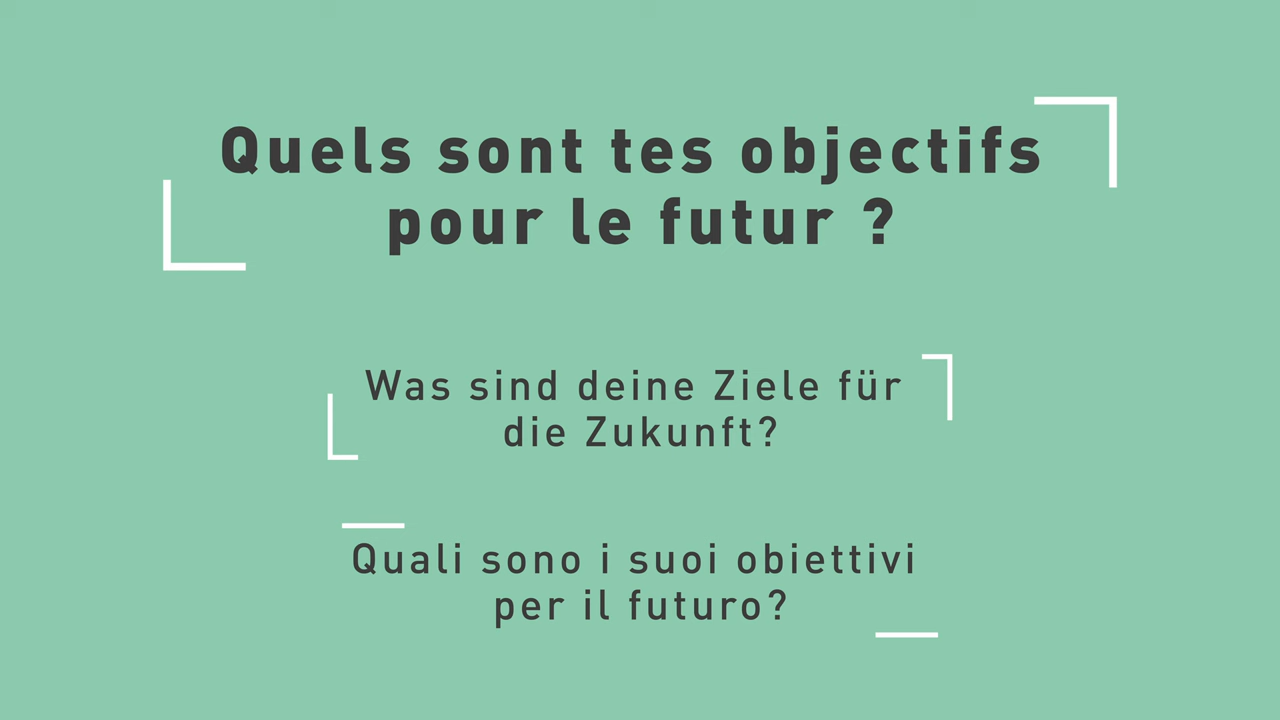 Quels sont tes objectifs
pour le futur ?
Was sind deine Ziele für
die Zukunft?
Quali sono i suoi obiettivi
per il futuro?